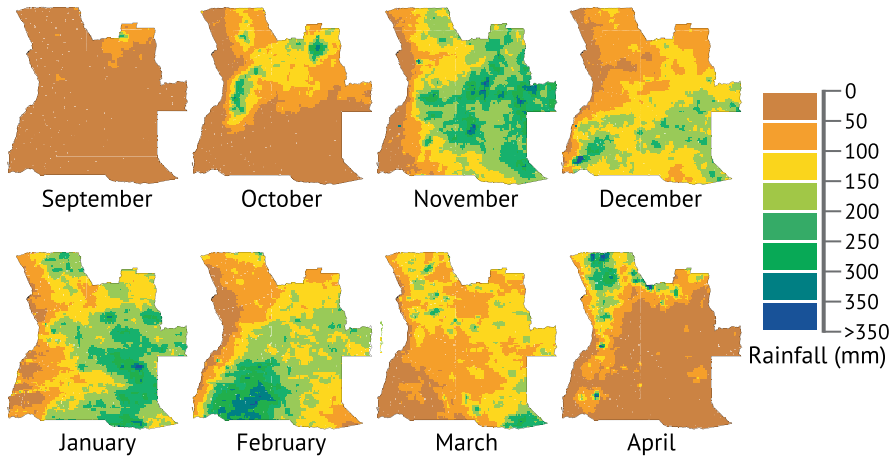 September
October
November
December
0
50
100
150
200
250
300
350
>350
Rainfall (mm)
January
February
March
April